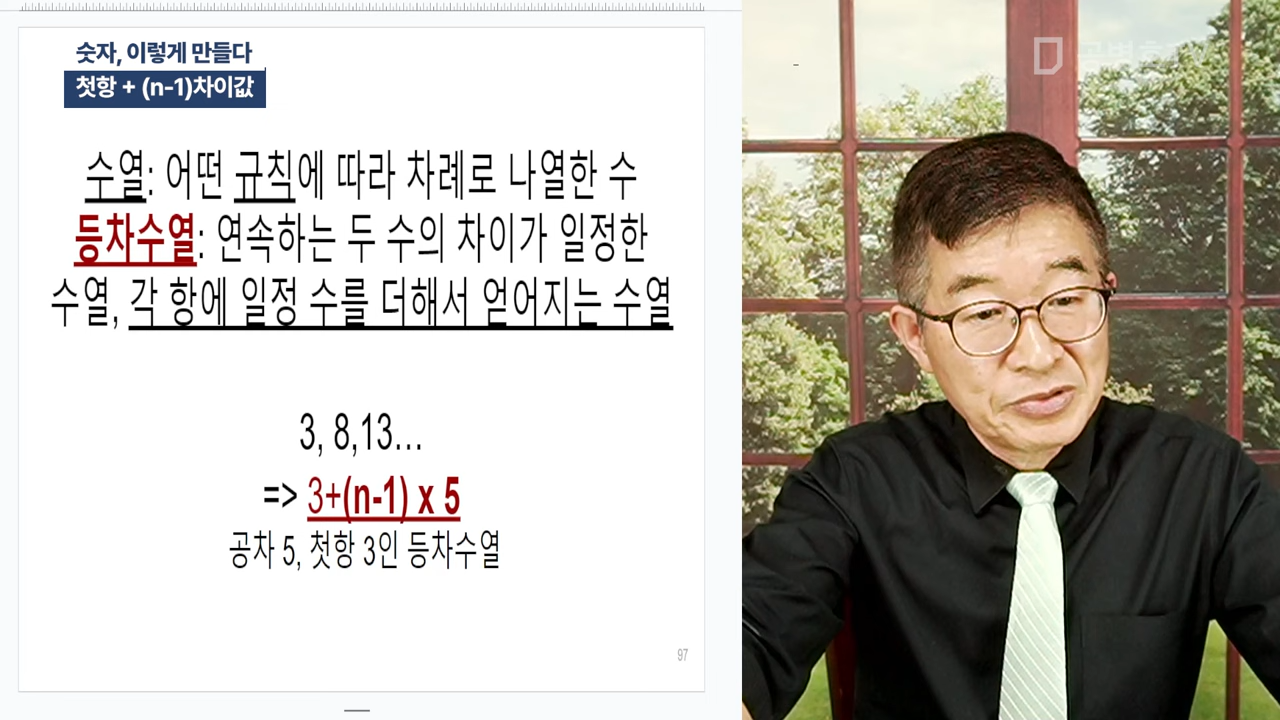 숫자, 이렇게 만들다
첫항 + (n-1)차이값
수열: 어떤 규칙에 따라 차례로 나열한 수
등차수열: 연속하는 두 수의 차이가 일정한
수열, 각 항에 일정 수를 더해서 얻어지는 수열
3, 8,13...
=> 3+(n-1) x 5
공차 5, 첫항 3인 등차수열
97